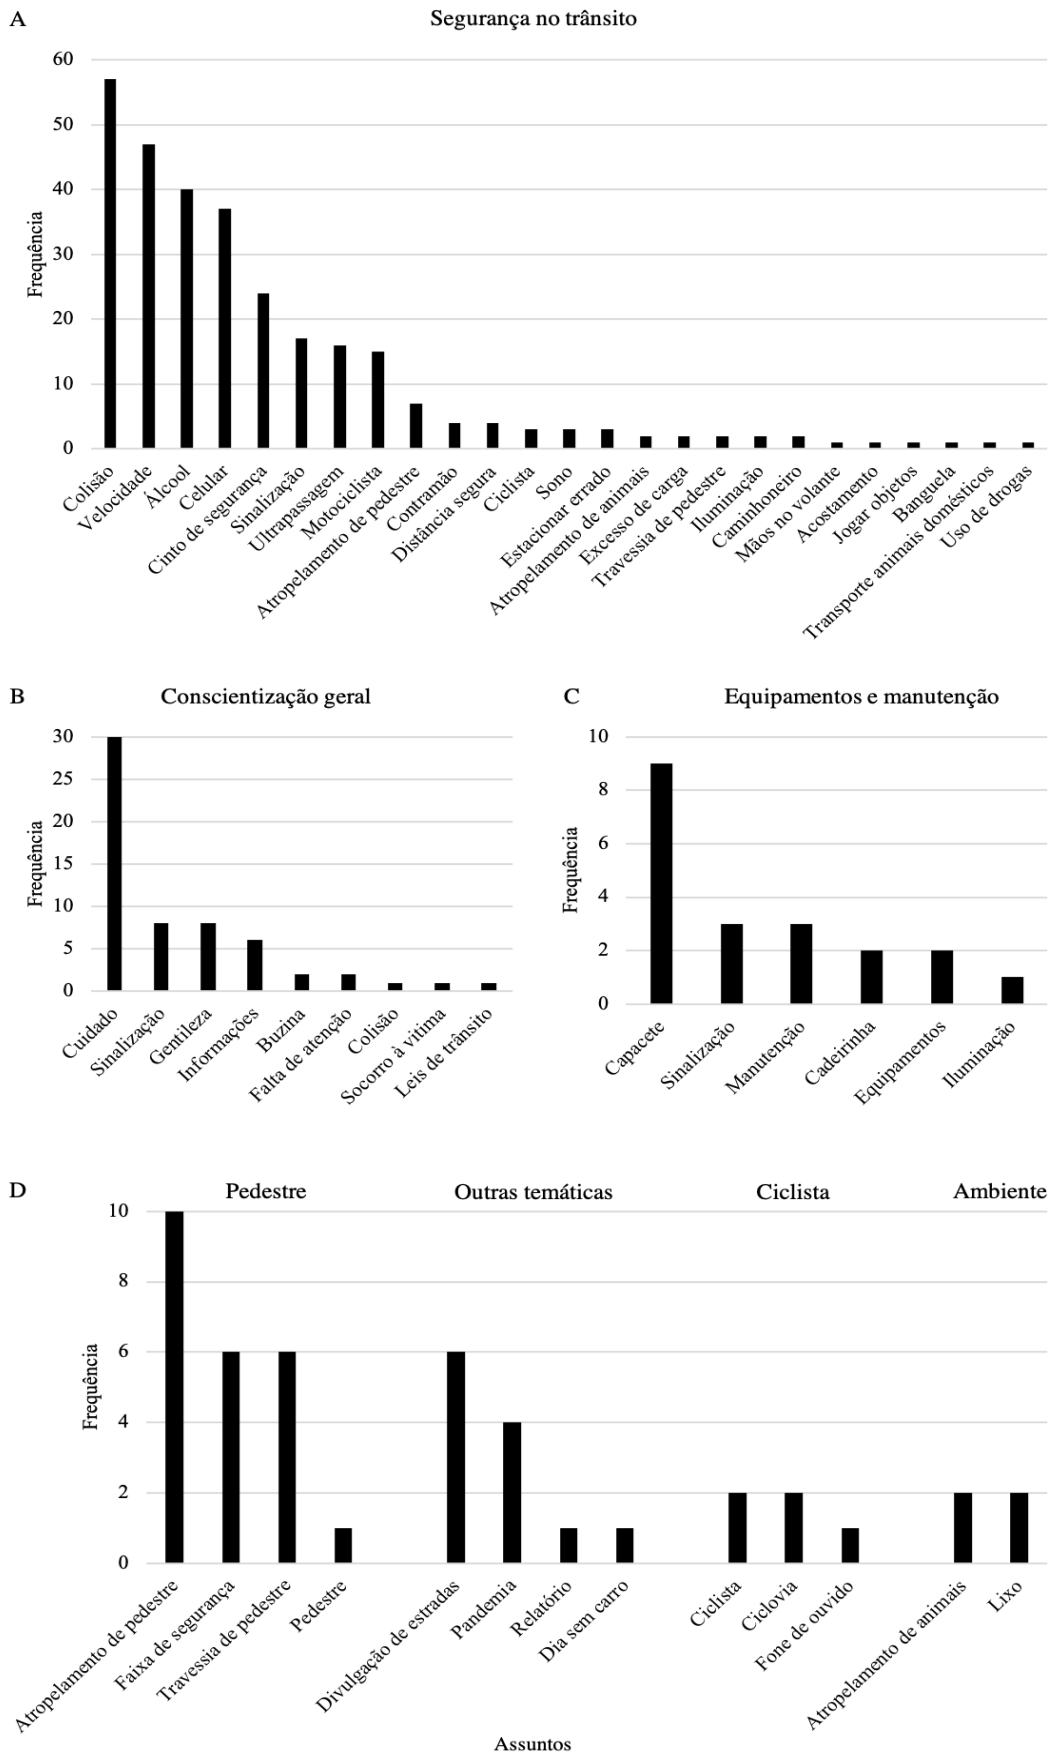 A
Segurança no trânsito
60
50
40
30
20
10
0
Frequência
Colisão
Velocidade
Álcool
Celular
Cinto de segurança
Sinalização
Ultrapassagem
Motociclista
Atropelamento de pedestre
Contramão
Distância segura
Ciclista
Sono
Estacionar errado
Atropelamento de animais
Excesso de carga
Travessia de pedestre
Iluminação
Caminhoneiro
Mãos no volante
Acostamento
Jogar objetos
Banguela
Transporte animais domésticos
Uso de drogas
B
Conscientização geral
30
25
20
15
10
5
0
Frequência
Cuidado
Sinalização
Gentileza
Informações
Buzina
Falta de atenção
Colisão
Socorro à vítima
Leis de trânsito
C
Equipamentos e manutenção
10
8
6
4
2
0
Frequência
Capacete
Sinalização
Manutenção
Cadeirinha
Equipamentos
Iluminação
D
Pedestre
Outras temáticas
Ciclista
Ambiente
10
8
6
4
2
0
Frequência
Atropelamento de pedestre
Faixa de segurança
Travessia de pedestre
Pedestre
Divulgação de estradas
Pandemia
Relatório
Dia sem carro
Ciclista
Ciclovia
Fone de ouvido
Atropelamento de animais
Lixo
Assuntos